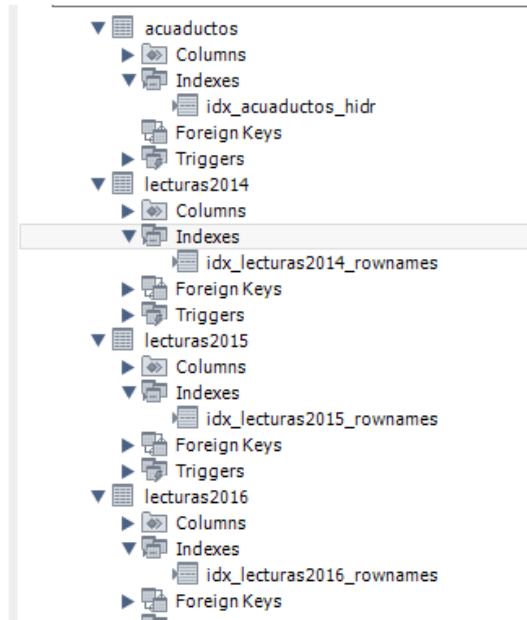 acuaductos
Columns
Indexes
idx_acuaductos_hidr
Foreign Keys
Triggers
lecturas2014
Columns
Indexes
idx_lecturas2014_rownames
Foreign Keys
Triggers
lecturas2015
Columns
Indexes
idx_lecturas2015_rownames
Foreign Keys
Triggers
lecturas2016
Columns
Indexes
idx_lecturas2016_rownames
Foreign Keys